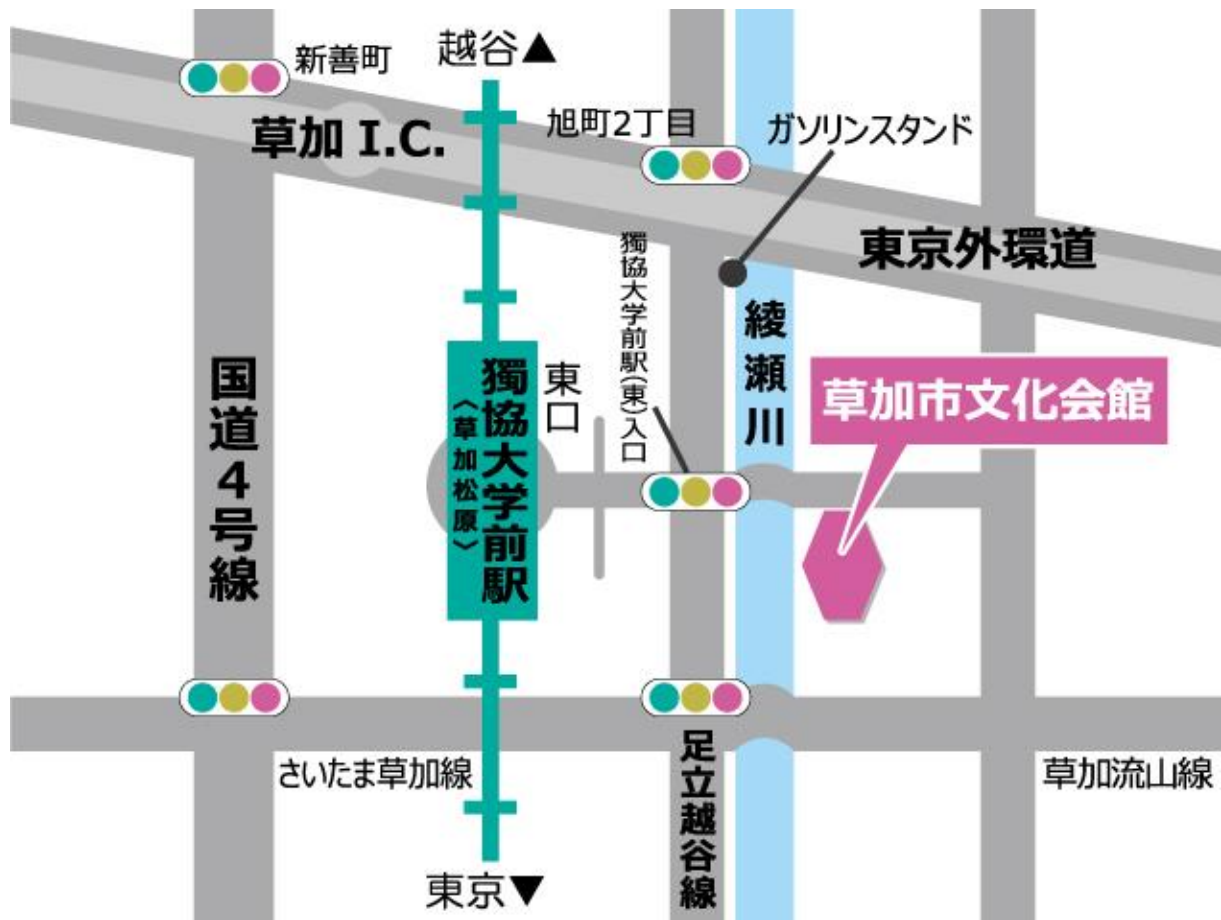 越谷▲
新善町
草加 I.C.
旭町2丁目
ガソリンスタンド
東京外環道
獨協大学前駅(東)入口
綾瀬川
国道4号線
獨協大学前駅
〈草加松原〉
東口
草加市文化会館
さいたま草加線
足立越谷線
草加流山線
東京▼